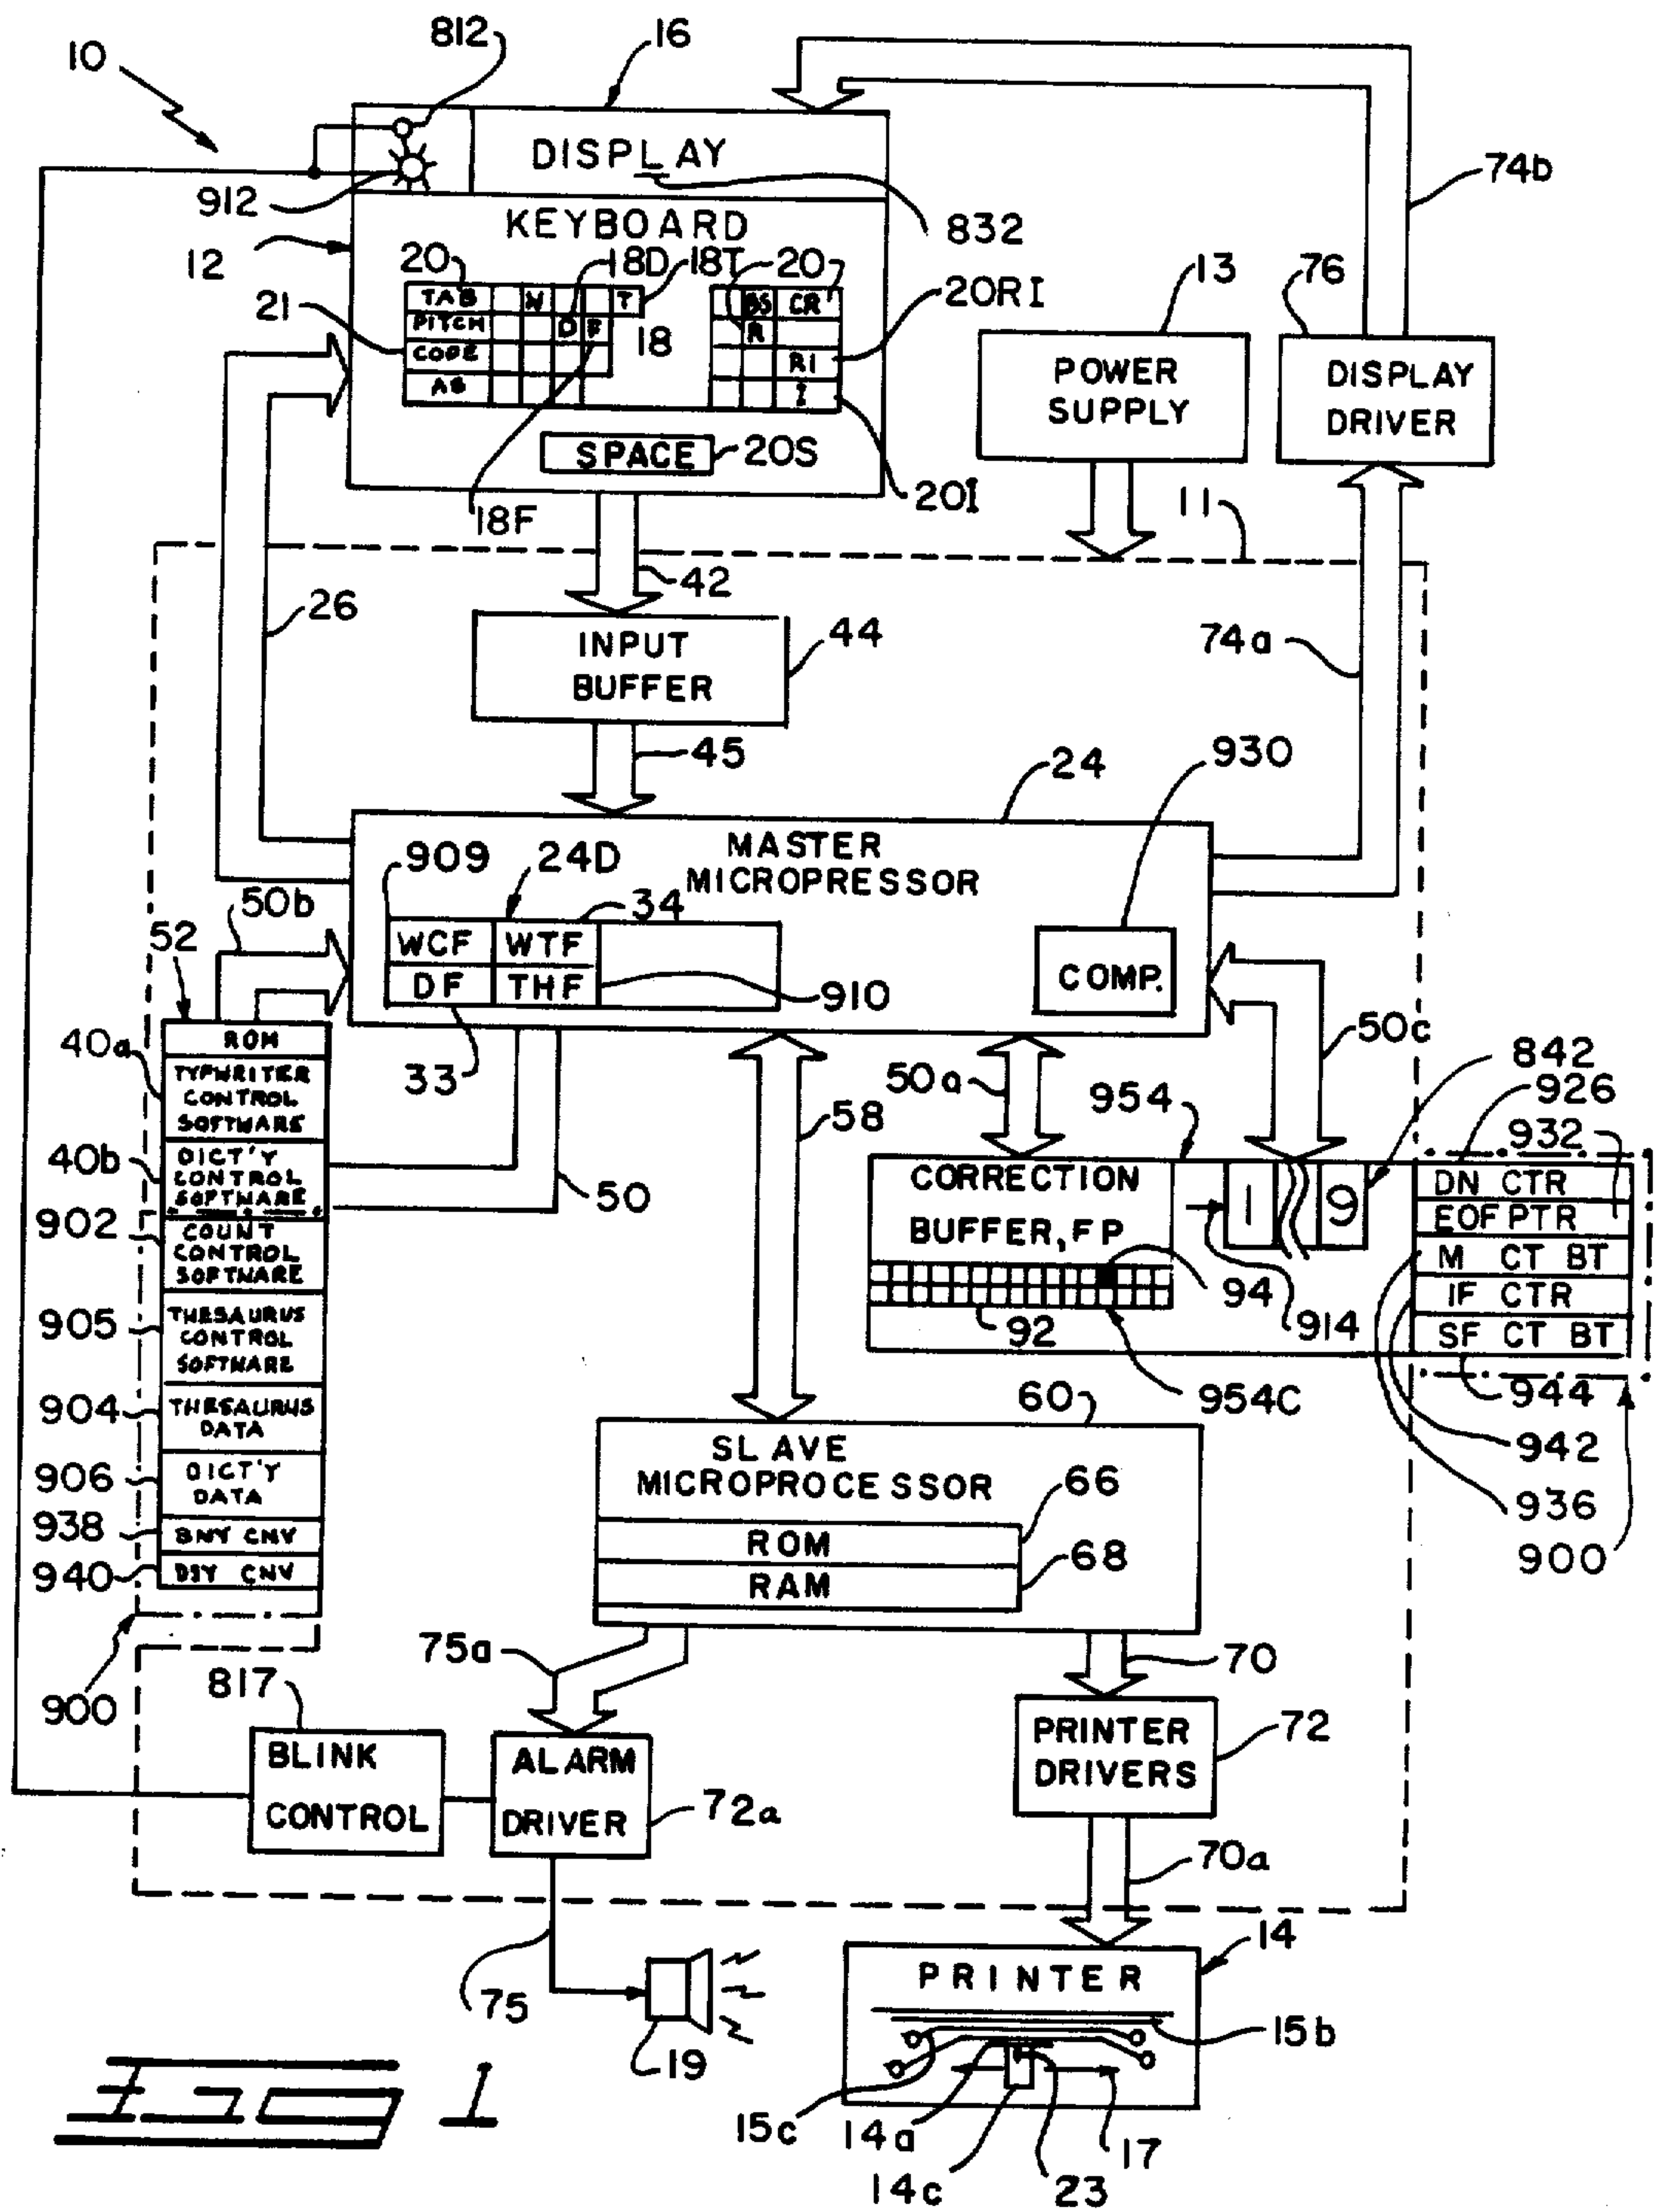 10
812
16
DISPLAY
74b
912
832
12
KEYBOARD
20
18D
18T
20
13
76
TAB W T
BS CR
20RI
21
PITCH D F
R
18
CODE
RI
AS
I
POWER
SUPPLY
DISPLAY
DRIVER
SPACE
20S
20I
18F
11
42
26
INPUT
BUFFER
44
74a
45
24
930
MASTER
MICROPRESSOR
909
24D
34
50b
WCF WTF
DF THF
910
COMP.
52
33
50c
ROM
40a
TYPWRITER
CONTROL
SOFTWARE
50a
954
842
926
58
932
40b
DICT'Y
CONTROL
SOFTWARE
50
CORRECTION
BUFFER, FP
1
9
DN CTR
EOF PTR
902
COUNT
CONTROL
SOFTWARE
M CT BT
94
IF CTR
905
THESAURUS
CONTROL
SOFTWARE
92
914
SF CT BT
60
954C
944
904
THESAURUS
DATA
942
SLAVE
MICROPROCESSOR
906
DICT'Y
DATA
66
936
938
BNY CNV
ROM
900
940
DSY CNV
RAM
68
75a
70
900
817
BLINK
CONTROL
ALARM
DRIVER
72a
PRINTER
DRIVERS
72
70a
14
PRINTER
75
19
15b
15c
14a
17
14c
23
FIG 1